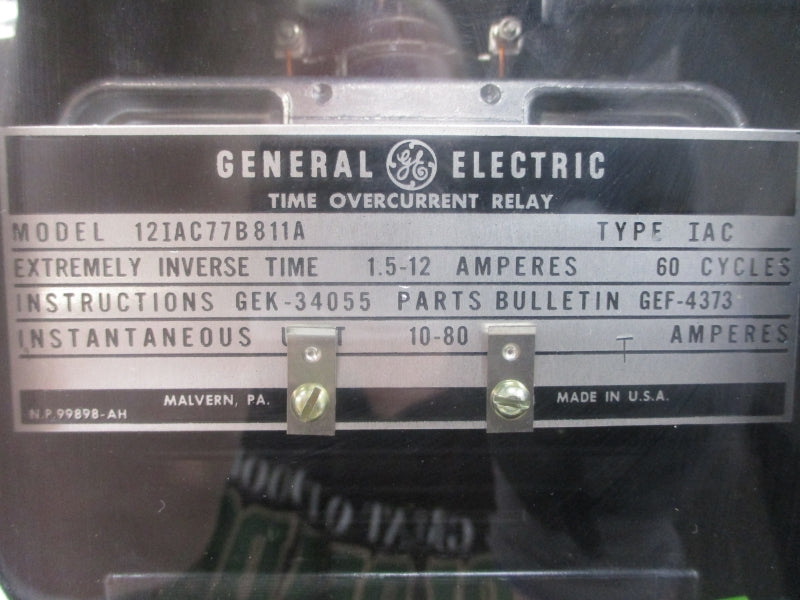 GENERAL GE ELECTRIC
TIME OVERCURRENT RELAY
MODEL 12IAC77B811A TYPE IAC
EXTREMELY INVERSE TIME 1.5-12 AMPERES 60 CYCLES
INSTRUCTIONS GEK-34055 PARTS BULLETIN GEF-4373
INSTANTANEOUS 10-80 AMPERES
MALVERN, PA. MADE IN U.S.A.
N.P.99898-AH